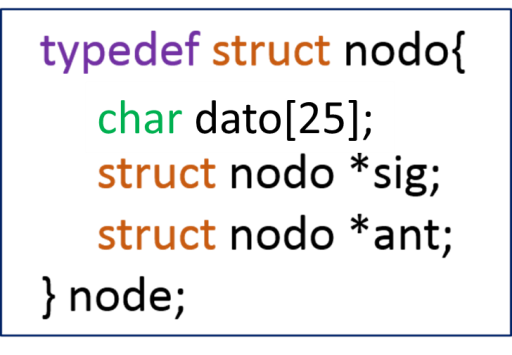 typedef struct nodo{
char dato[25];
struct nodo *sig;
struct nodo *ant;
} node;